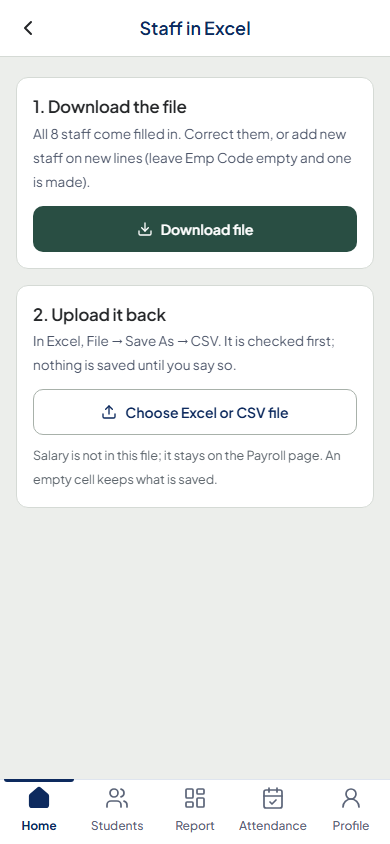 Staff in Excel
1. Download the file
All 8 staff come filled in. Correct them, or add new
staff on new lines (leave Emp Code empty and one
is made).
Download file
2. Upload it back
In Excel, File → Save As → CSV. It is checked first;
nothing is saved until you say so.
Choose Excel or CSV file
Salary is not in this file; it stays on the Payroll page. An
empty cell keeps what is saved.
Home
Students
Report
Attendance
Profile